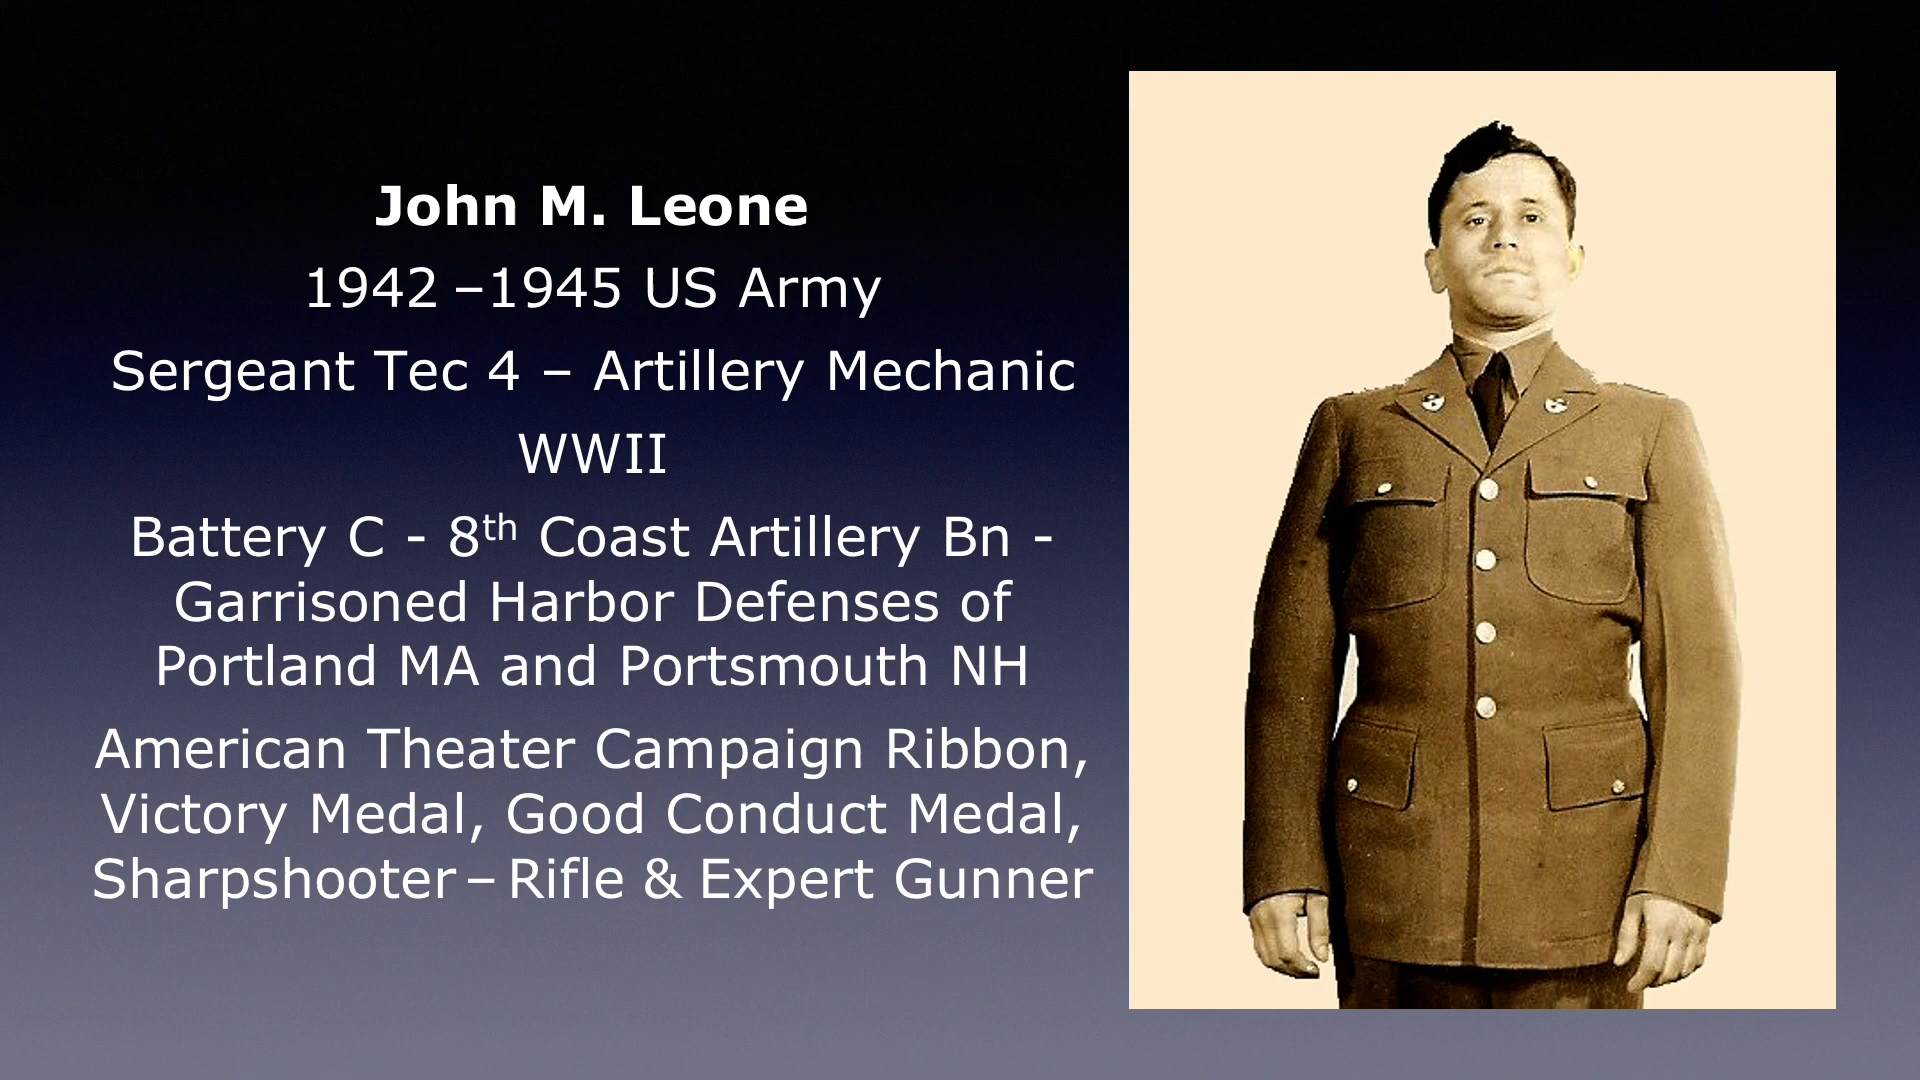 John M. Leone
1942 –1945 US Army
Sergeant Tec 4 – Artillery Mechanic
WWII
Battery C - 8th Coast Artillery Bn -
Garrisoned Harbor Defenses of
Portland MA and Portsmouth NH
American Theater Campaign Ribbon,
Victory Medal, Good Conduct Medal,
Sharpshooter – Rifle & Expert Gunner